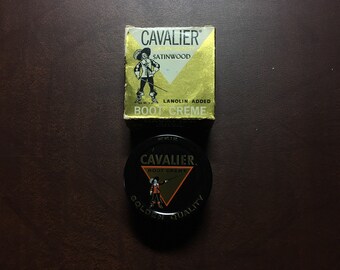 CAVALIER®
SATINWOOD
LANOLIN ADDED
BOOT CREME
CAVALIER
QUALITY